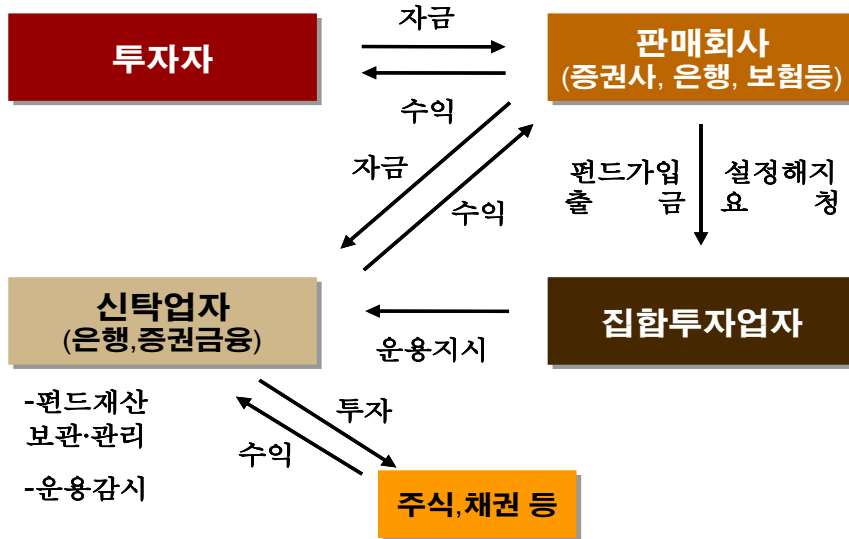 자금
투자자
판매회사
(증권사, 은행, 보험등)
수익
자금
수익
펀드가입
출 금
설정해지
요 청
신탁업자
(은행,증권금융)
운용지시
집합투자업자
-펀드재산
보관·관리
-운용감시
투자
수익
주식,채권 등